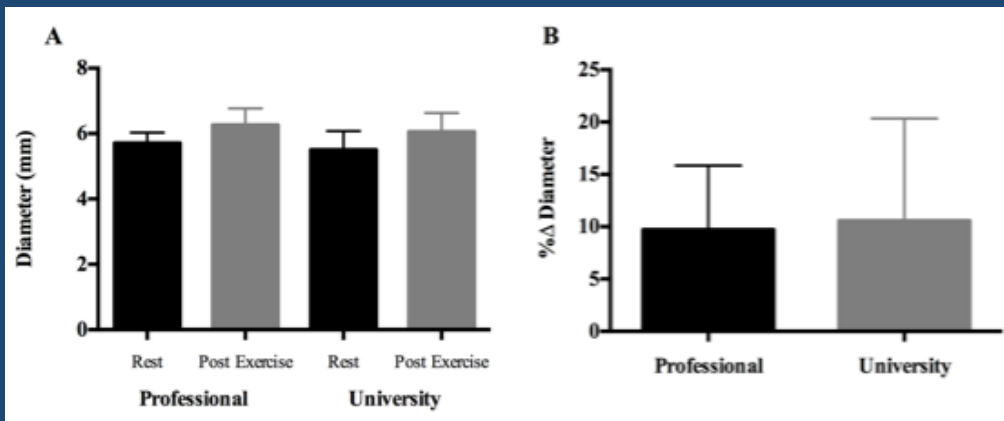 A
Diameter (mm)
8
6
4
2
0
Rest
Post Exercise
Rest
Post Exercise
Professional
University
B
%Δ Diameter
25
20
15
10
5
0
Professional
University